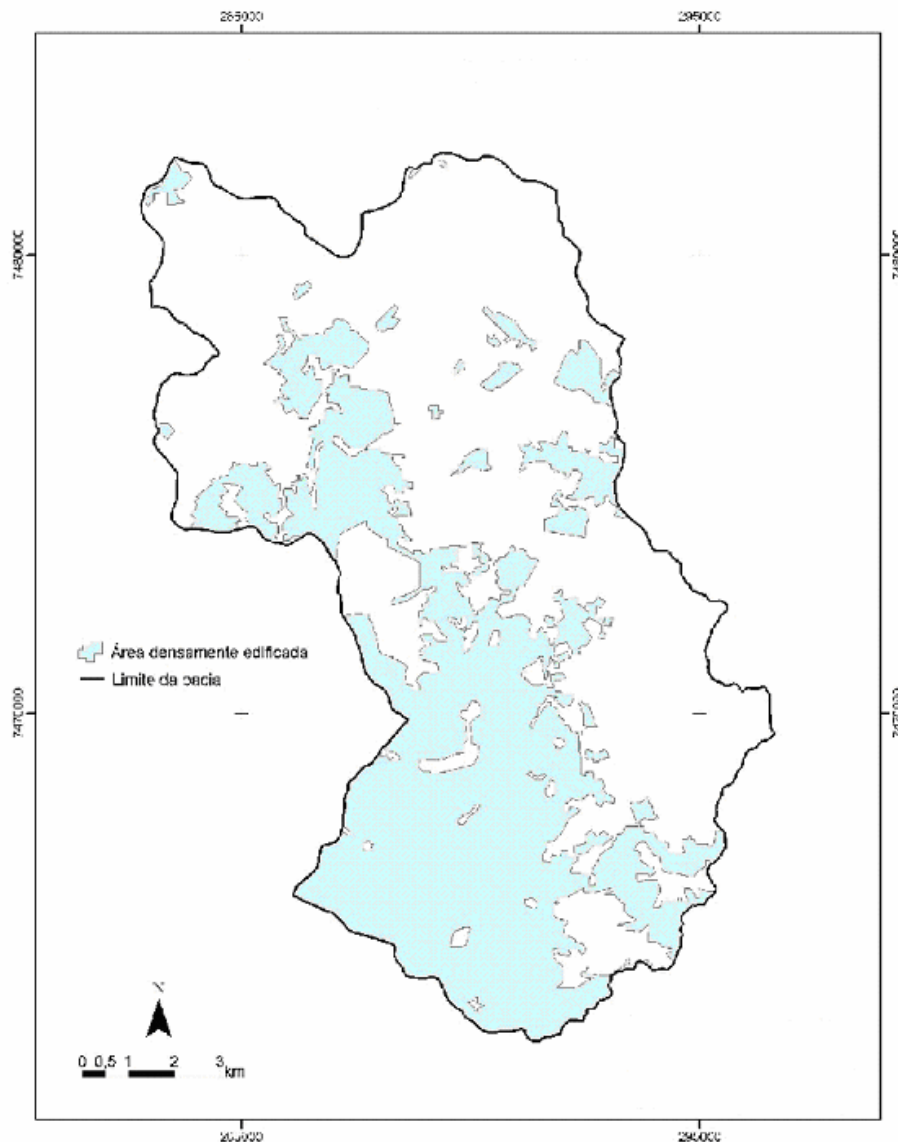 285000 295000
7480000 7480000
Área densamente edificada
Limite da bacia
7470000 7470000
N
0 0,5 1 2 3
km
285000 295000